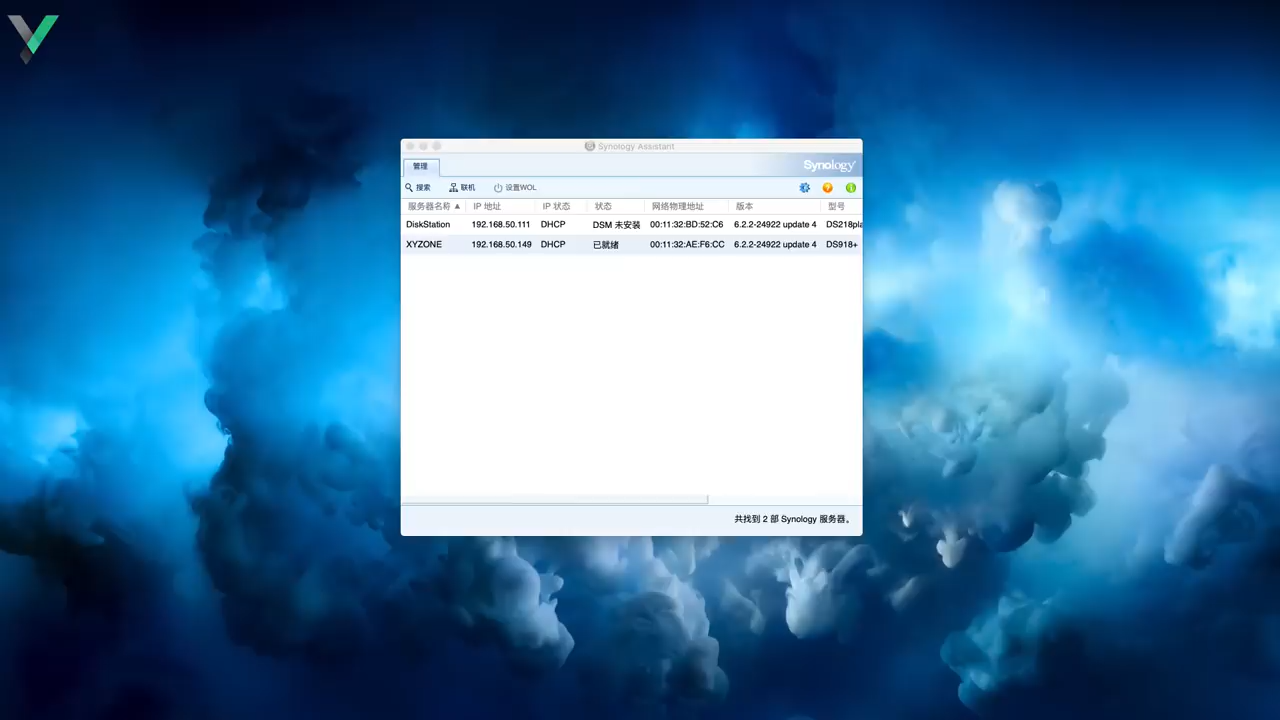 Synology Assistant
管理
Synology
搜索 联机 设置WOL
服务器名称 ▲ IP 地址 IP 状态 状态 网络物理地址 版本 型号
DiskStation 192.168.50.111 DHCP DSM 未安装 00:11:32:BD:52:C6 6.2.2-24922 update 4 DS218pla
XYZONE 192.168.50.149 DHCP 已就绪 00:11:32:AE:F6:CC 6.2.2-24922 update 4 DS918+
共找到 2 部 Synology 服务器。